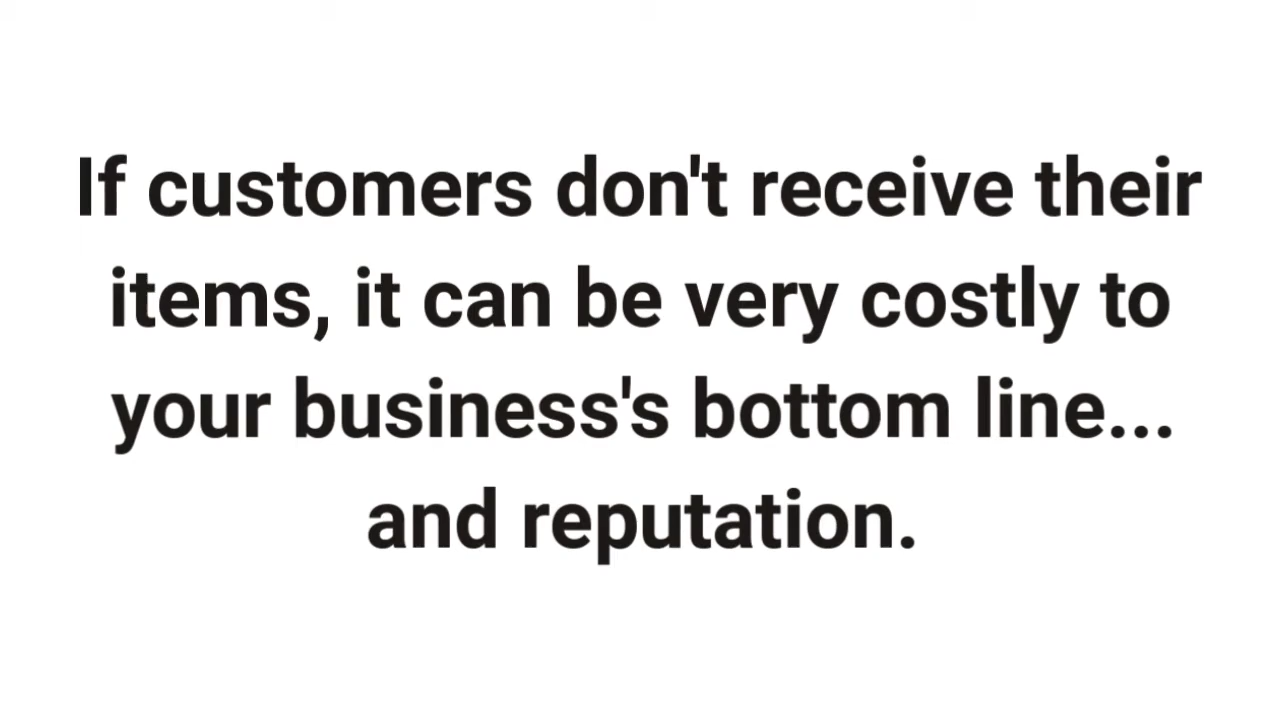 If customers don't receive their
items, it can be very costly to
your business's bottom line...
and reputation.